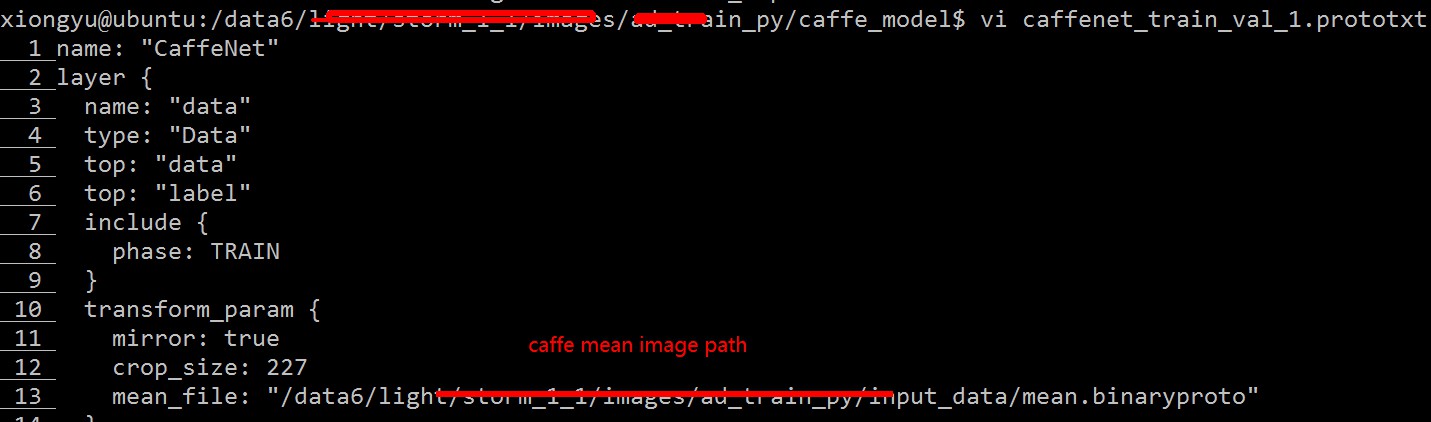 xiongyu@ubuntu:/data6/light/storm_1_1/images/ad_train_py/caffe_model$ vi caffenet_train_val_1.prototxt
1 name: "CaffeNet"
2 layer {
3 name: "data"
4 type: "Data"
5 top: "data"
6 top: "label"
7 include {
8 phase: TRAIN
9 }
10 transform_param {
11 mirror: true
caffe mean image path
12 crop_size: 227
13 mean_file: "/data6/light/storm_1_1/images/ad_train_py/input_data/mean.binaryproto"
14 }